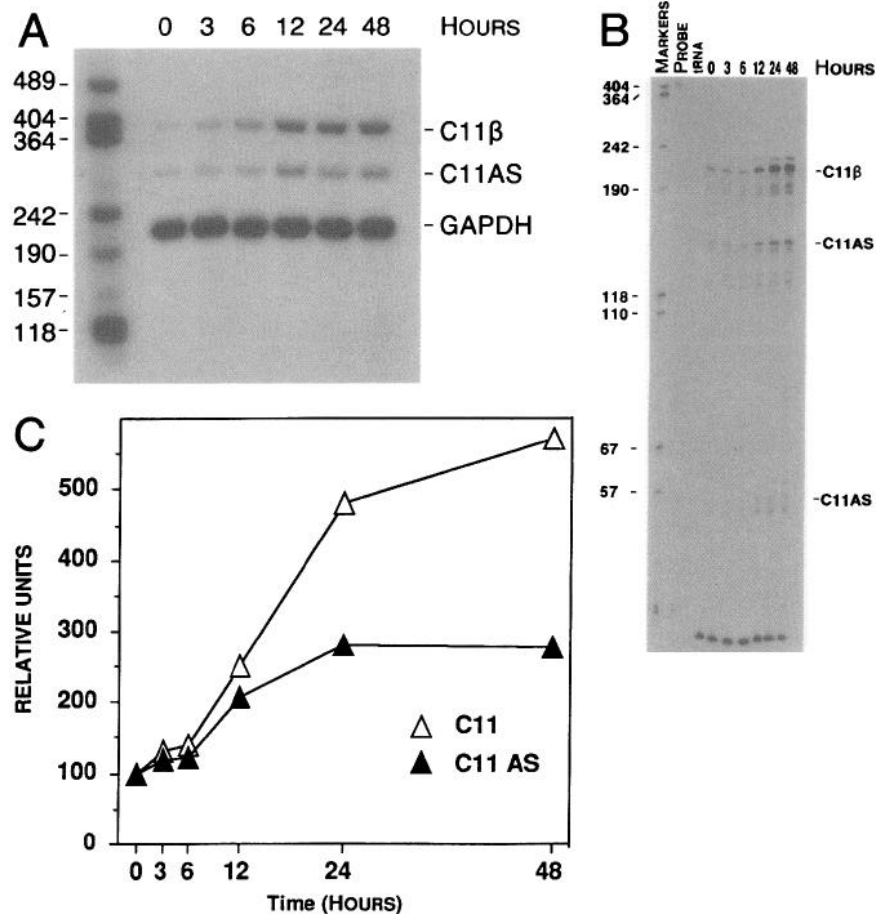 A
0 3 6 12 24 48 HOURS
489-
404-
364-
242-
190-
157-
118-
-C11β
-C11AS
-GAPDH
B
MARKERS
PROBE
tRNA
0 3 6 12 24 48 HOURS
404-
364-
242-
190-
118-
110-
67-
57-
-C11β
-C11AS
-C11AS
C
RELATIVE UNITS
500
400
300
200
100
0
C11
C11 AS
0 3 6 12 24 48
Time (HOURS)